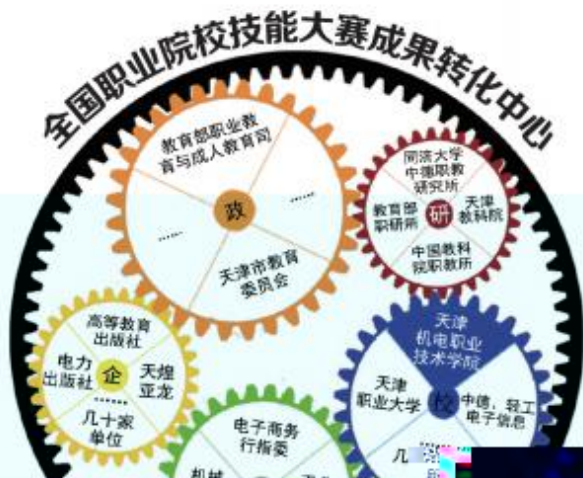 全国职业院校技能大赛成果转化中心
教育部职业教
育与成人教育司
政
……
……
天津市教育
委员会
同济大学
中德职教
研究所
教育部
职研所
研
天津
教科院
中国教科
院职教所
高等教育
出版社
电力
出版社
企
天煌
亚龙
……
几十家
单位
天津
机电职业
技术学院
天津
职业大学
校
中德，轻工
电子信息
……
几
电子商务
行指委
机械